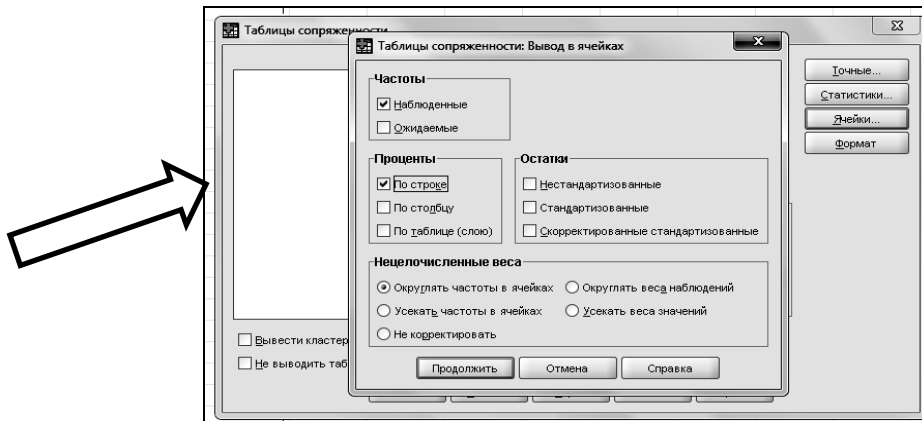 Таблицы сопряженности
Таблицы сопряженности: Вывод в ячейках
Точные...
Статистики...
Ячейки...
Формат
Частоты
Наблюденные
Ожидаемые
Проценты
По строке
По столбцу
По таблице (слою)
Остатки
Нестандартизованные
Стандартизованные
Скорректированные стандартизованные
Нецелочисленные веса
Округлять частоты в ячейках Округлять веса наблюдений
Усекать частоты в ячейках Усекать веса значений
Не корректировать
Вывести кластер
Не выводить таб
Продолжить Отмена Справка